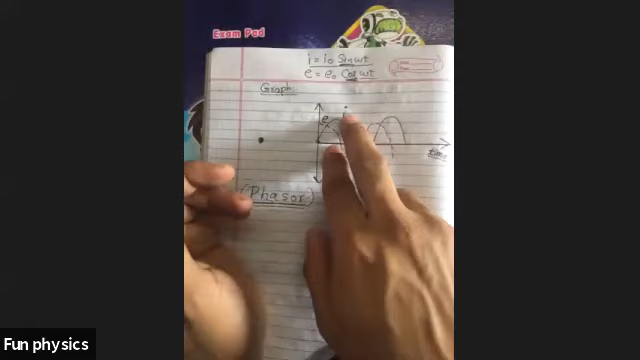 Exam Pad
i = i₀ Sinωt
e = e₀ Cosωt
Graph
i
e
time
(Phasor)
Fun physics